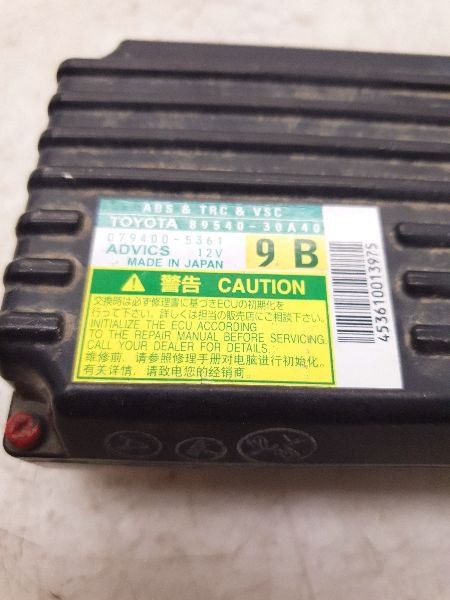 ABS & TRC & VSC
TOYOTA 89540-30A40
079400-5361
ADVICS 12V
MADE IN JAPAN
9 B
警告 CAUTION
交換時は必ず修理書に基づきECUの初期化を
行って下さい。詳しくは担当の販売店にご相談下さい。
INITIALIZE THE ECU ACCORDING
TO THE REPAIR MANUAL BEFORE SERVICING.
CALL YOUR DEALER FOR DETAILS.
维修前，请参照修理手册对电脑进行初始化。
有关详情，请致电您的经销商。
453610013975